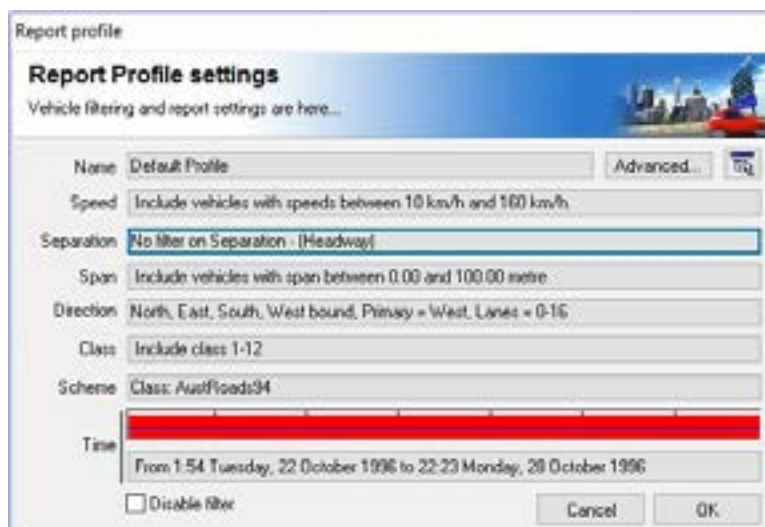 Report profile
Report Profile settings
Vehicle filtering and report settings are here...
Name Default Profile Advanced...
Speed Include vehicles with speeds between 10 km/h and 160 km/h.
Separation No filter on Separation - (Headway)
Span Include vehicles with span between 0.00 and 100.00 metre
Direction North, East, South, West bound, Primary = West, Lanes = 0-16
Class Include class 1-12
Scheme Class: AustRoads94
Time
From 1:54 Tuesday, 22 October 1996 to 22:23 Monday, 28 October 1996
Disable filter Cancel OK